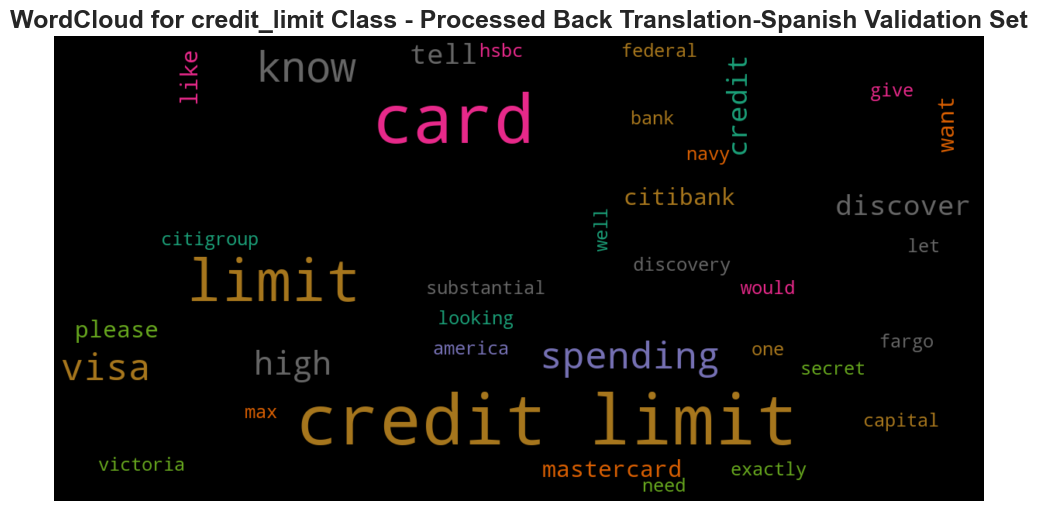 WordCloud for credit_limit Class - Processed Back Translation-Spanish Validation Set
like
know
tell
hsbc
federal
credit
give
want
card
bank
navy
citibank
discover
well
citigroup
let
discovery
limit
substantial
would
looking
please
america
spending
one
fargo
visa
high
secret
max
credit limit
capital
victoria
mastercard
exactly
need